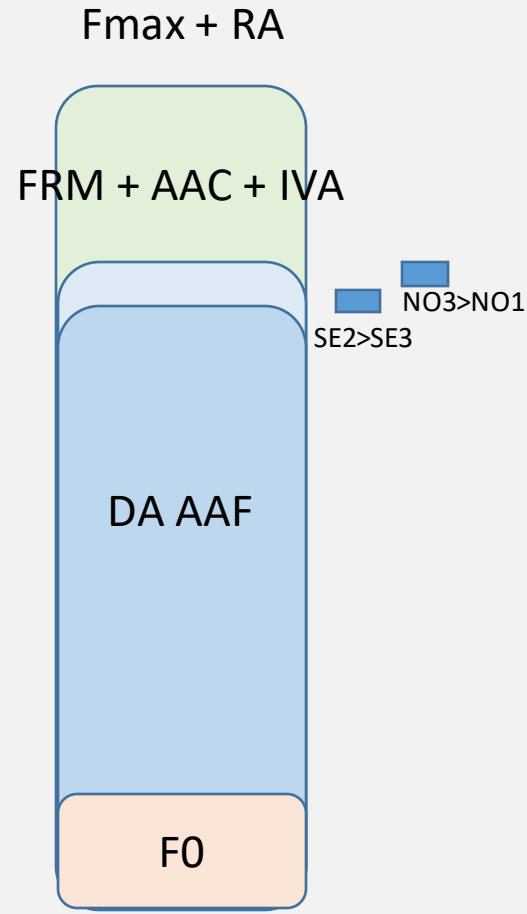 Fmax + RA
FRM + AAC + IVA
NO3>NO1
SE2>SE3
DA AAF
F0